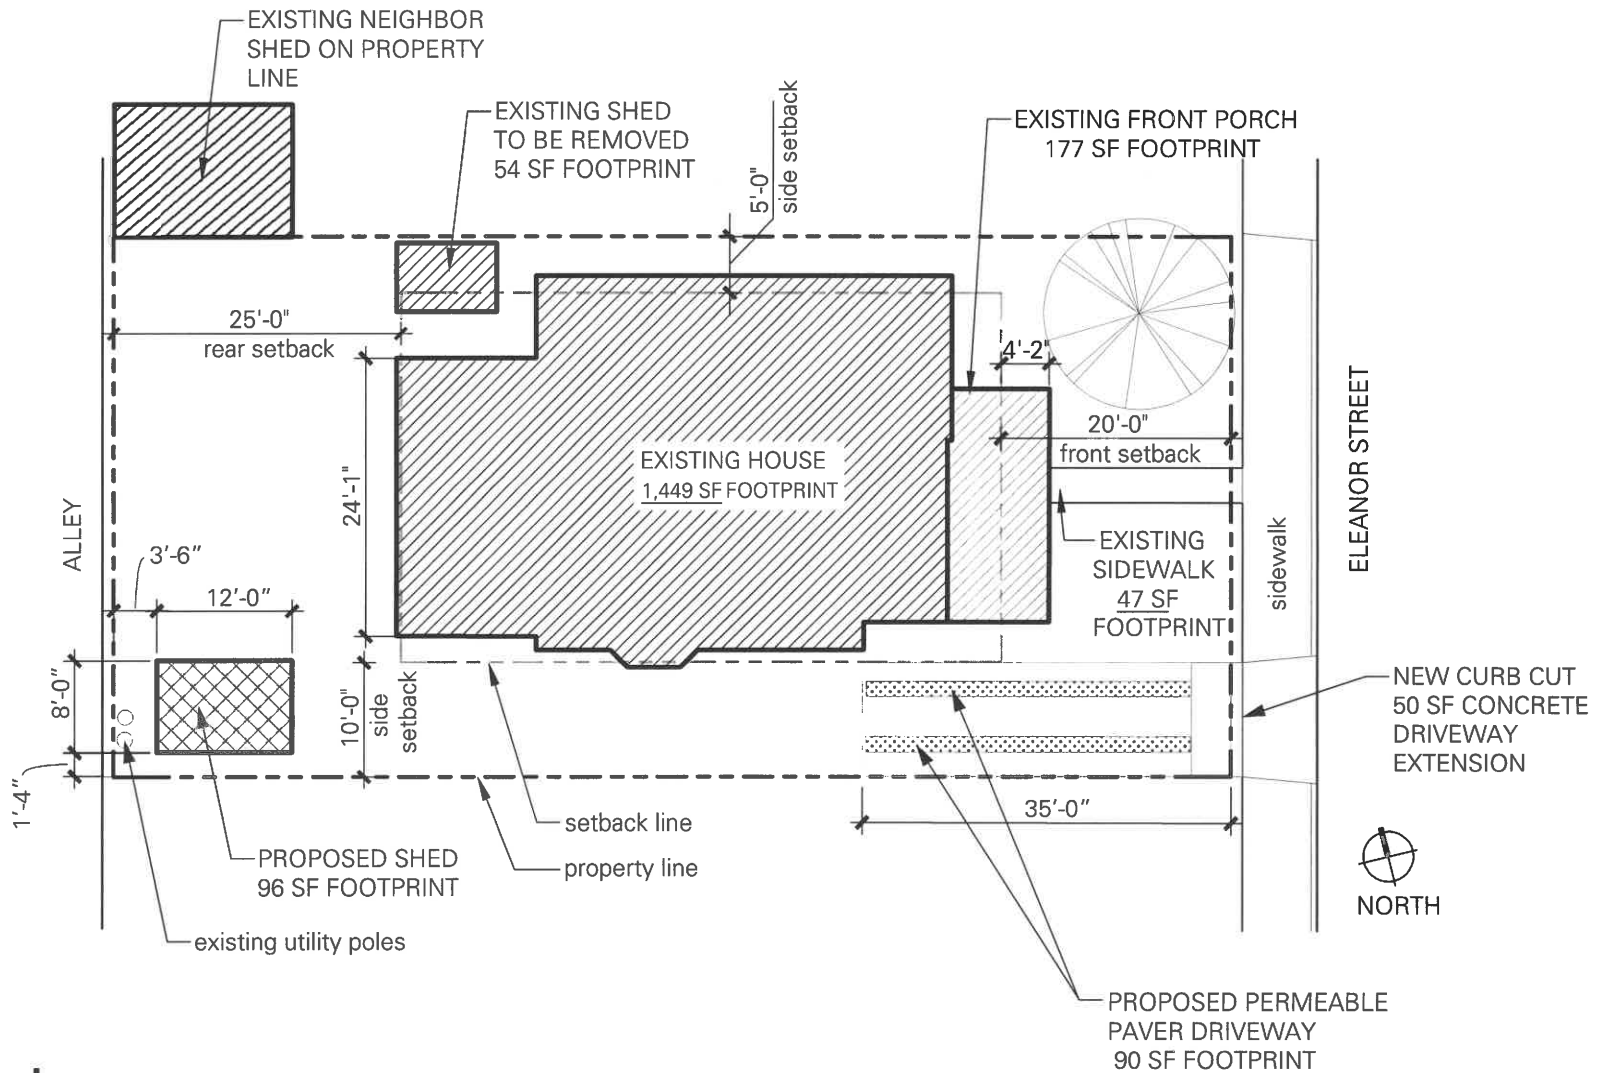 EXISTING NEIGHBOR
SHED ON PROPERTY
LINE
EXISTING SHED
TO BE REMOVED
54 SF FOOTPRINT
5'-0"
side setback
EXISTING FRONT PORCH
177 SF FOOTPRINT
25'-0"
rear setback
4'-2"
20'-0"
front setback
EXISTING HOUSE
1,449 SF FOOTPRINT
24'-1"
ALLEY
3'-6"
12'-0"
8'-0"
1'-4"
10'-0"
side
setback
EXISTING
SIDEWALK
47 SF
FOOTPRINT
sidewalk
ELEANOR STREET
NEW CURB CUT
50 SF CONCRETE
DRIVEWAY
EXTENSION
35'-0"
setback line
property line
PROPOSED SHED
96 SF FOOTPRINT
existing utility poles
NORTH
PROPOSED PERMEABLE
PAVER DRIVEWAY
90 SF FOOTPRINT